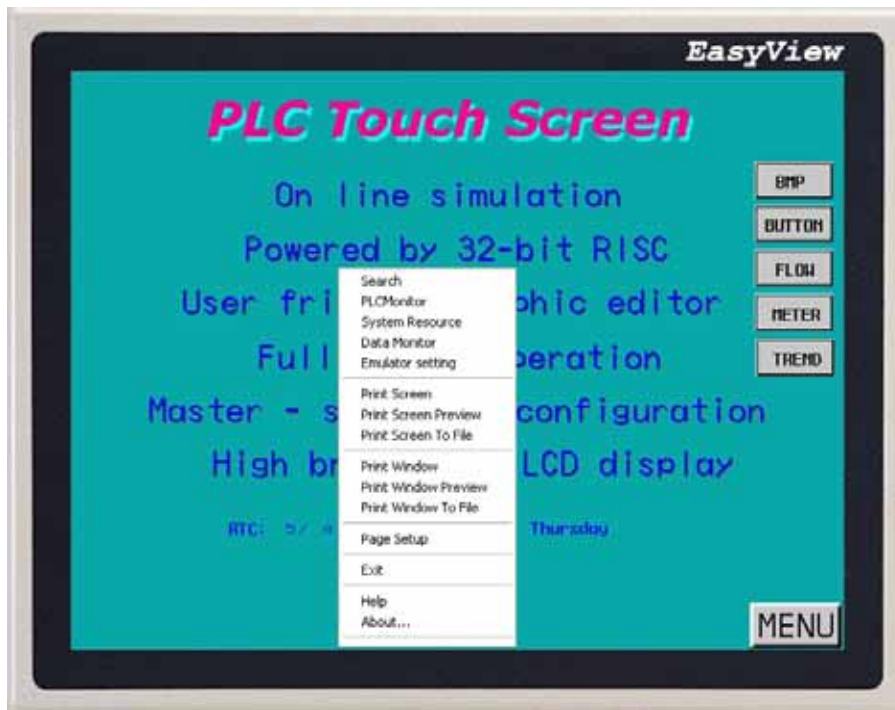 EasyView
PLC Touch Screen
On line simulation
Powered by 32-bit RISC
User fri phic editor
Full peration
Master - s configuration
High br LCD display
RTC: 5/ Thursday
BMP
BUTTON
FLOW
METER
TREND
Search
PLCMonitor
System Resource
Data Monitor
Emulator setting
Print Screen
Print Screen Preview
Print Screen To File
Print Window
Print Window Preview
Print Window To File
Page Setup
Exit
Help
About...
MENU